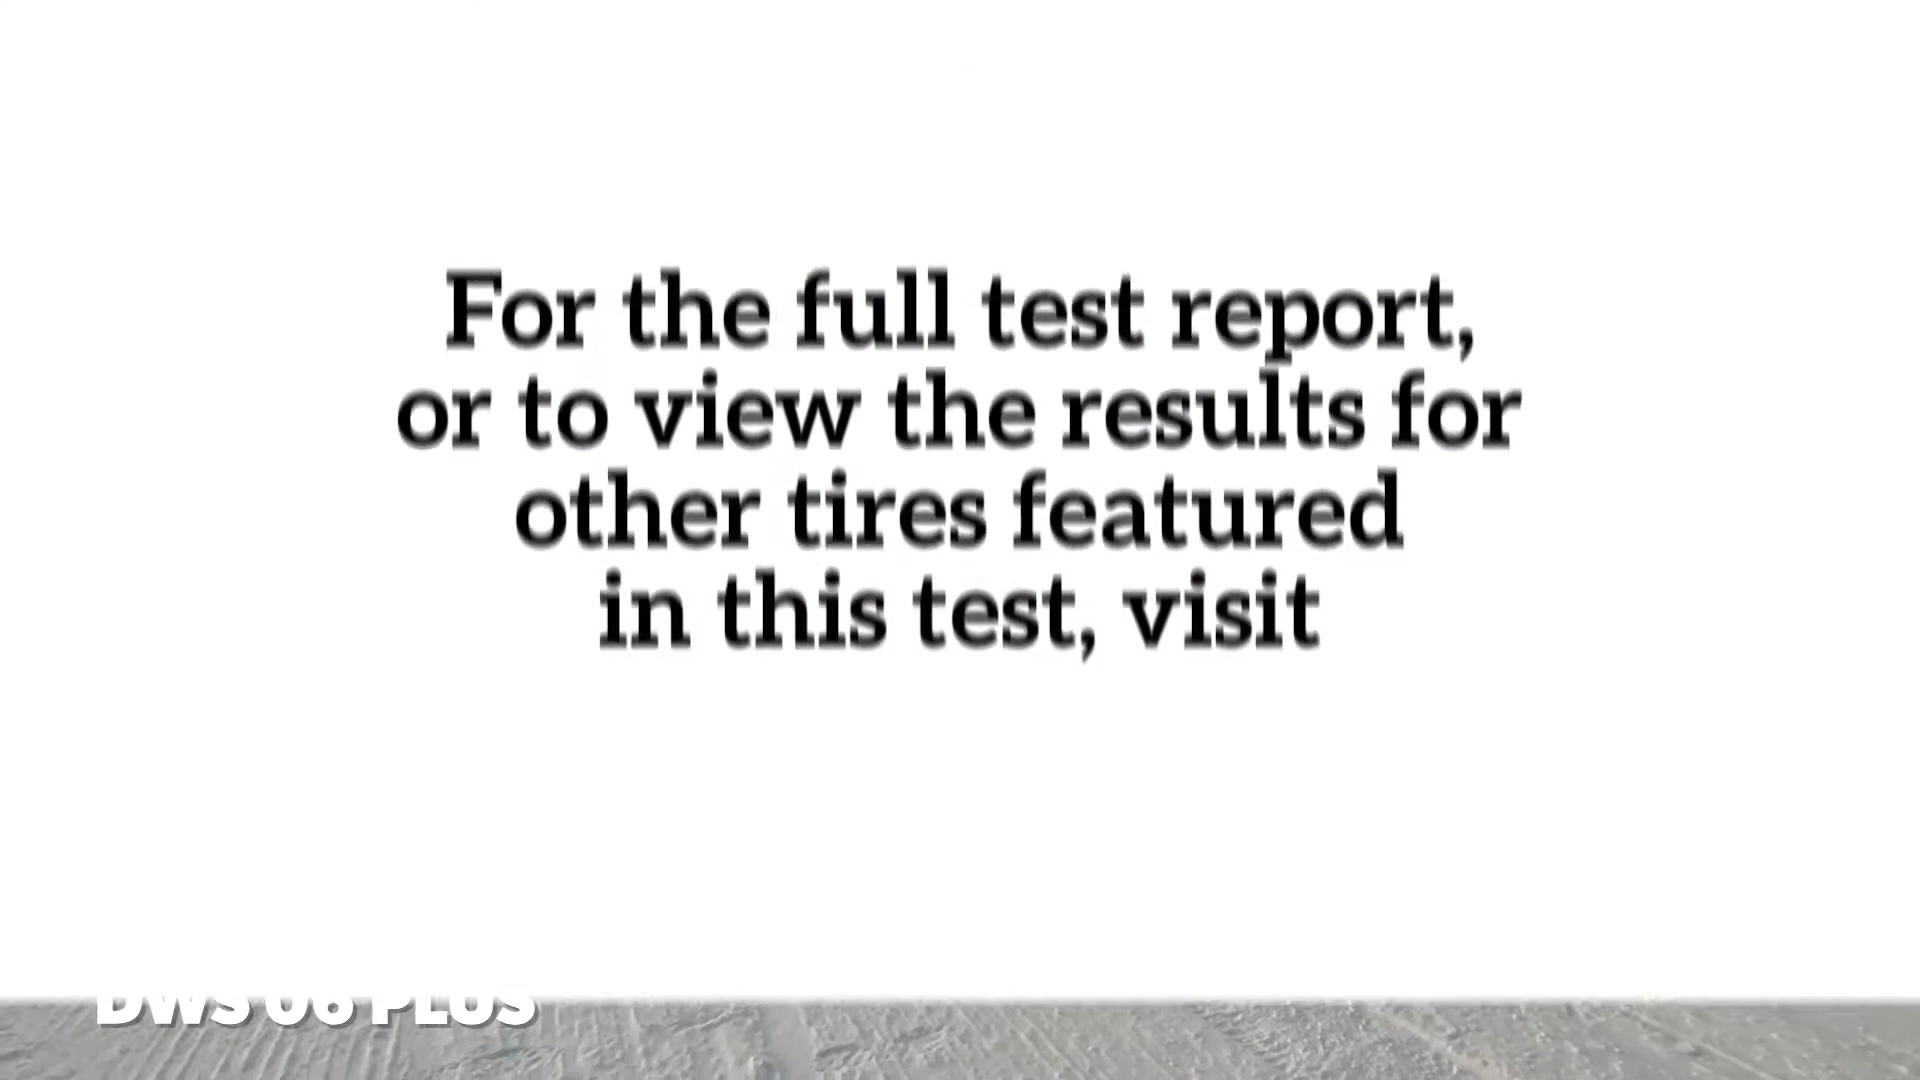 For the full test report,
or to view the results for
other tires featured
in this test, visit
DWS 06 PLUS